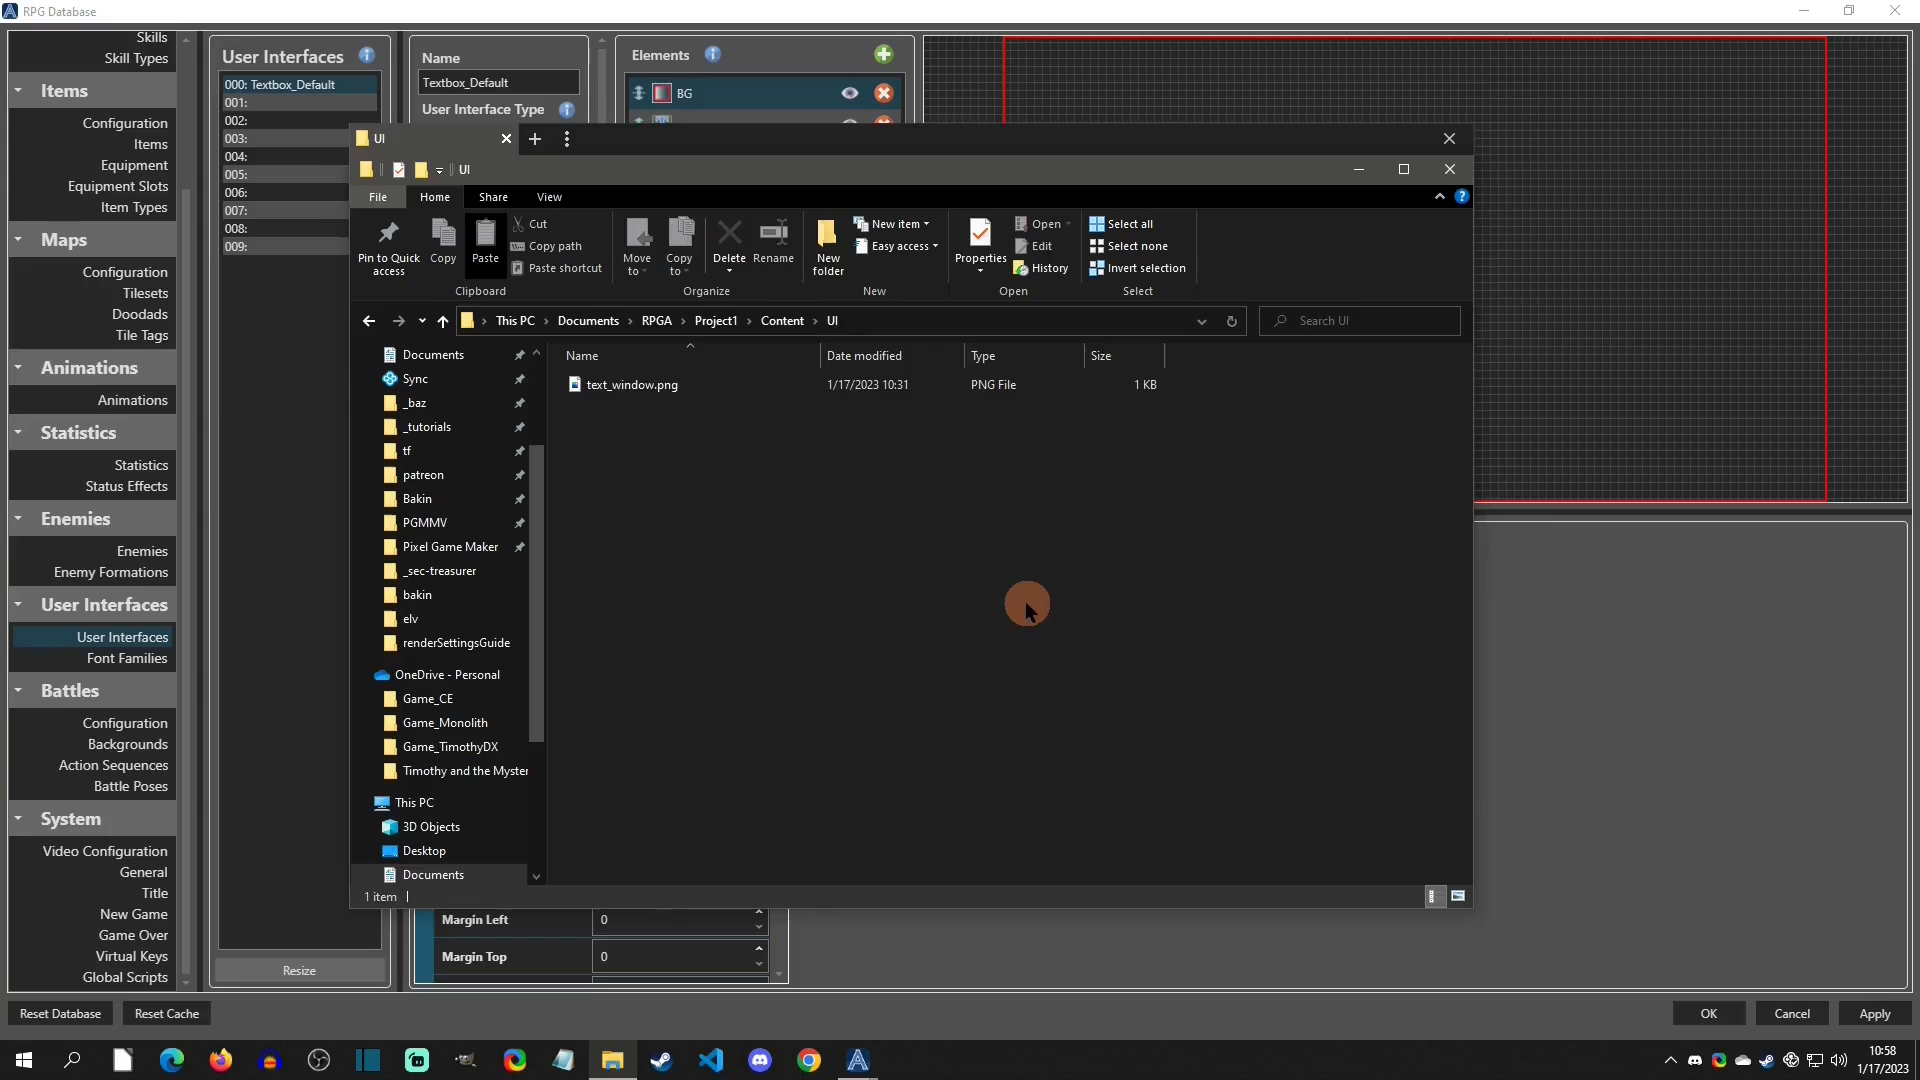 RPG Database
Skills
Skill Types
Items
Configuration
Items
Equipment
Equipment Slots
Item Types
Maps
Configuration
Tilesets
Doodads
Tile Tags
Animations
Animations
Statistics
Statistics
Status Effects
Enemies
Enemies
Enemy Formations
User Interfaces
User Interfaces
Font Families
Battles
Configuration
Backgrounds
Action Sequences
Battle Poses
System
Video Configuration
General
Title
New Game
Game Over
Virtual Keys
Global Scripts
User Interfaces
000: Textbox_Default
001:
002:
003:
004:
005:
006:
007:
008:
009:
Resize
Name
Textbox_Default
User Interface Type
Elements
BG
UI
UI
File Home Share View
Pin to Quick access
Copy
Paste
Cut
Copy path
Paste shortcut
Clipboard
Move to
Copy to
Delete
Rename
Organize
New folder
New item
Easy access
New
Properties
Open
Edit
History
Open
Select all
Select none
Invert selection
Select
This PC Documents RPGA Project1 Content UI
Search UI
Documents
Sync
_baz
_tutorials
tf
patreon
Bakin
PGMMV
Pixel Game Maker
_sec-treasurer
bakin
elv
renderSettingsGuide
OneDrive - Personal
Game_CE
Game_Monolith
Game_TimothyDX
Timothy and the Myster
This PC
3D Objects
Desktop
Documents
Name Date modified Type Size
text_window.png 1/17/2023 10:31 PNG File 1 KB
1 item
Margin Left 0
Margin Top 0
Reset Database Reset Cache
OK Cancel Apply
10:58
1/17/2023